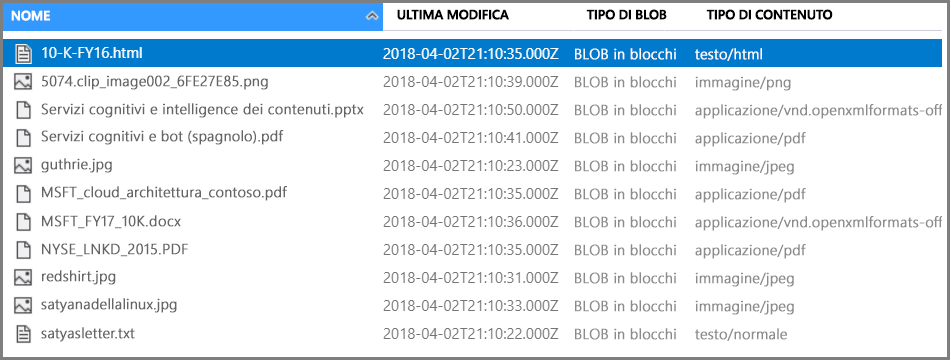 NOME ULTIMA MODIFICA TIPO DI BLOB TIPO DI CONTENUTO
10-K-FY16.html 2018-04-02T21:10:35.000Z BLOB in blocchi testo/html
5074.clip_image002_6FE27E85.png 2018-04-02T21:10:39.000Z BLOB in blocchi immagine/png
Servizi cognitivi e intelligence dei contenuti.pptx 2018-04-02T21:10:50.000Z BLOB in blocchi applicazione/vnd.openxmlformats-off
Servizi cognitivi e bot (spagnolo).pdf 2018-04-02T21:10:41.000Z BLOB in blocchi applicazione/pdf
guthrie.jpg 2018-04-02T21:10:23.000Z BLOB in blocchi immagine/jpeg
MSFT_cloud_architettura_contoso.pdf 2018-04-02T21:10:35.000Z BLOB in blocchi applicazione/pdf
MSFT_FY17_10K.docx 2018-04-02T21:10:36.000Z BLOB in blocchi applicazione/vnd.openxmlformats-off
NYSE_LNKD_2015.PDF 2018-04-02T21:10:35.000Z BLOB in blocchi applicazione/pdf
redshirt.jpg 2018-04-02T21:10:31.000Z BLOB in blocchi immagine/jpeg
satyanadellalinux.jpg 2018-04-02T21:10:33.000Z BLOB in blocchi immagine/jpeg
satyasletter.txt 2018-04-02T21:10:22.000Z BLOB in blocchi testo/normale